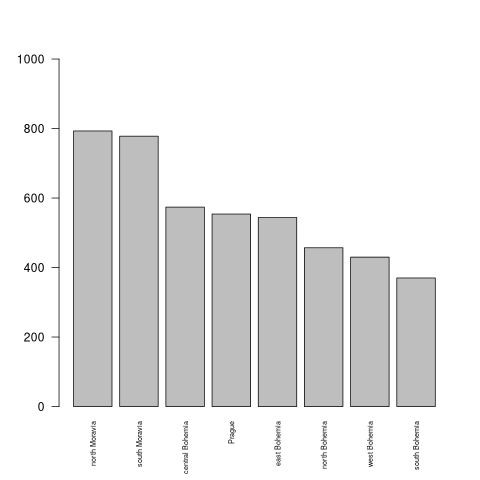 1000
800
600
400
200
0
north Moravia
south Moravia
central Bohemia
Prague
east Bohemia
north Bohemia
west Bohemia
south Bohemia